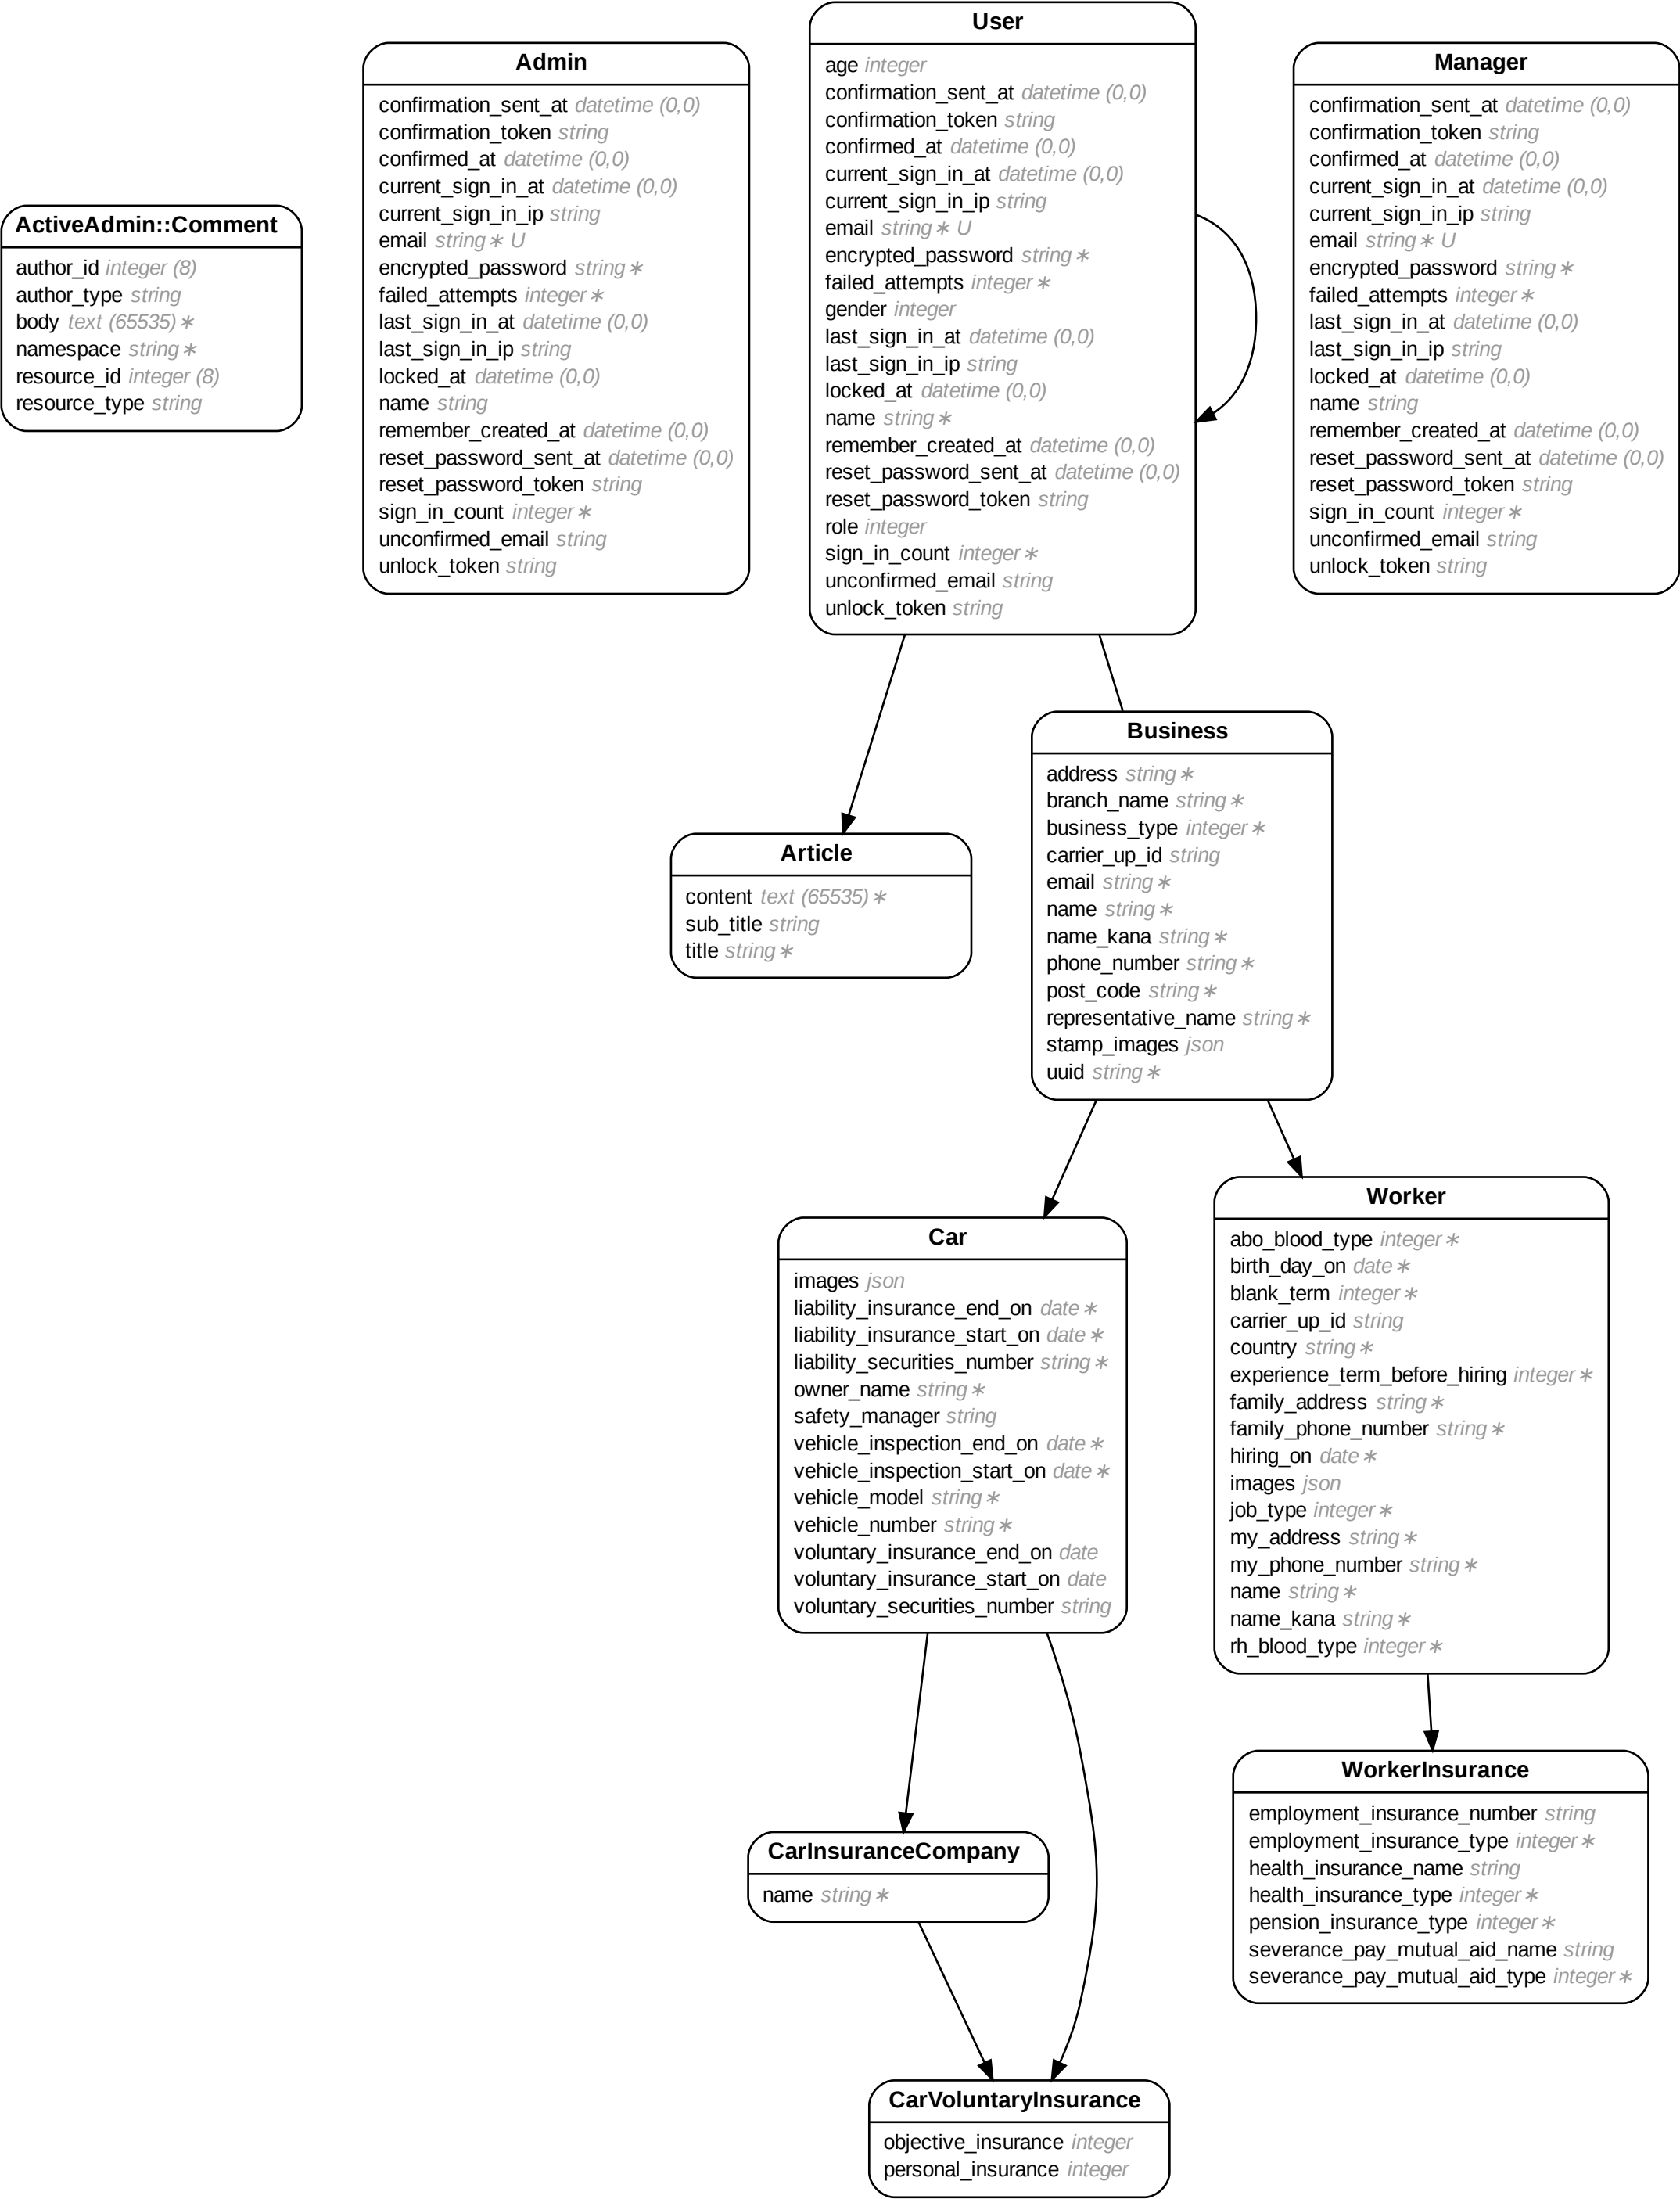 ActiveAdmin::Comment
author_id integer (8)
author_type string
body text (65535) ∗
namespace string ∗
resource_id integer (8)
resource_type string
Admin
confirmation_sent_at datetime (0,0)
confirmation_token string
confirmed_at datetime (0,0)
current_sign_in_at datetime (0,0)
current_sign_in_ip string
email string ∗ U
encrypted_password string ∗
failed_attempts integer ∗
last_sign_in_at datetime (0,0)
last_sign_in_ip string
locked_at datetime (0,0)
name string
remember_created_at datetime (0,0)
reset_password_sent_at datetime (0,0)
reset_password_token string
sign_in_count integer ∗
unconfirmed_email string
unlock_token string
User
age integer
confirmation_sent_at datetime (0,0)
confirmation_token string
confirmed_at datetime (0,0)
current_sign_in_at datetime (0,0)
current_sign_in_ip string
email string ∗ U
encrypted_password string ∗
failed_attempts integer ∗
gender integer
last_sign_in_at datetime (0,0)
last_sign_in_ip string
locked_at datetime (0,0)
name string ∗
remember_created_at datetime (0,0)
reset_password_sent_at datetime (0,0)
reset_password_token string
role integer
sign_in_count integer ∗
unconfirmed_email string
unlock_token string
Manager
confirmation_sent_at datetime (0,0)
confirmation_token string
confirmed_at datetime (0,0)
current_sign_in_at datetime (0,0)
current_sign_in_ip string
email string ∗ U
encrypted_password string ∗
failed_attempts integer ∗
last_sign_in_at datetime (0,0)
last_sign_in_ip string
locked_at datetime (0,0)
name string
remember_created_at datetime (0,0)
reset_password_sent_at datetime (0,0)
reset_password_token string
sign_in_count integer ∗
unconfirmed_email string
unlock_token string
Article
content text (65535) ∗
sub_title string
title string ∗
Business
address string ∗
branch_name string ∗
business_type integer ∗
carrier_up_id string
email string ∗
name string ∗
name_kana string ∗
phone_number string ∗
post_code string ∗
representative_name string ∗
stamp_images json
uuid string ∗
Car
images json
liability_insurance_end_on date ∗
liability_insurance_start_on date ∗
liability_securities_number string ∗
owner_name string ∗
safety_manager string
vehicle_inspection_end_on date ∗
vehicle_inspection_start_on date ∗
vehicle_model string ∗
vehicle_number string ∗
voluntary_insurance_end_on date
voluntary_insurance_start_on date
voluntary_securities_number string
Worker
abo_blood_type integer ∗
birth_day_on date ∗
blank_term integer ∗
carrier_up_id string
country string ∗
experience_term_before_hiring integer ∗
family_address string ∗
family_phone_number string ∗
hiring_on date ∗
images json
job_type integer ∗
my_address string ∗
my_phone_number string ∗
name string ∗
name_kana string ∗
rh_blood_type integer ∗
CarInsuranceCompany
name string ∗
WorkerInsurance
employment_insurance_number string
employment_insurance_type integer ∗
health_insurance_name string
health_insurance_type integer ∗
pension_insurance_type integer ∗
severance_pay_mutual_aid_name string
severance_pay_mutual_aid_type integer ∗
CarVoluntaryInsurance
objective_insurance integer
personal_insurance integer